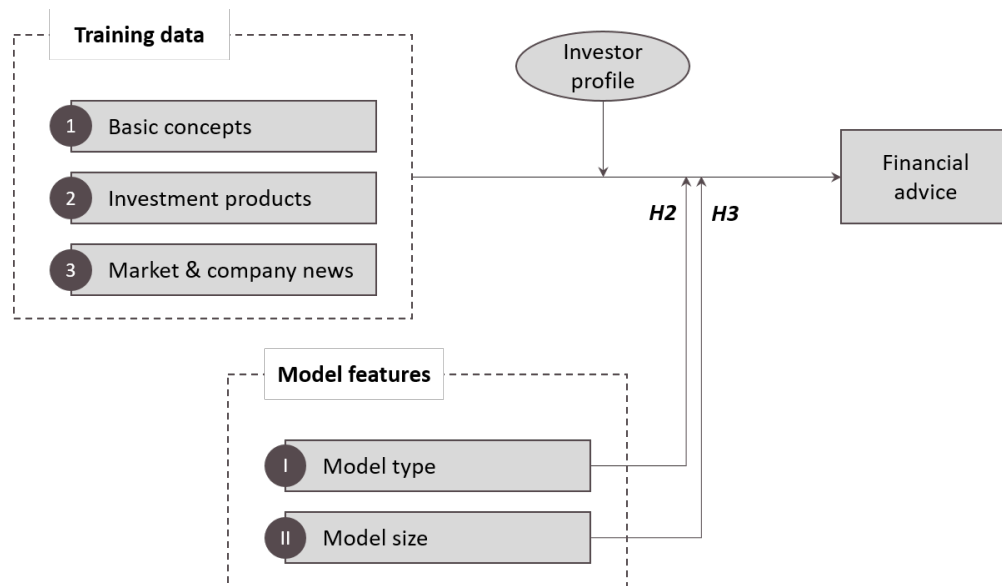 Training data
1 Basic concepts
2 Investment products
3 Market & company news
Investor
profile
Financial
advice
H2 H3
Model features
I Model type
II Model size